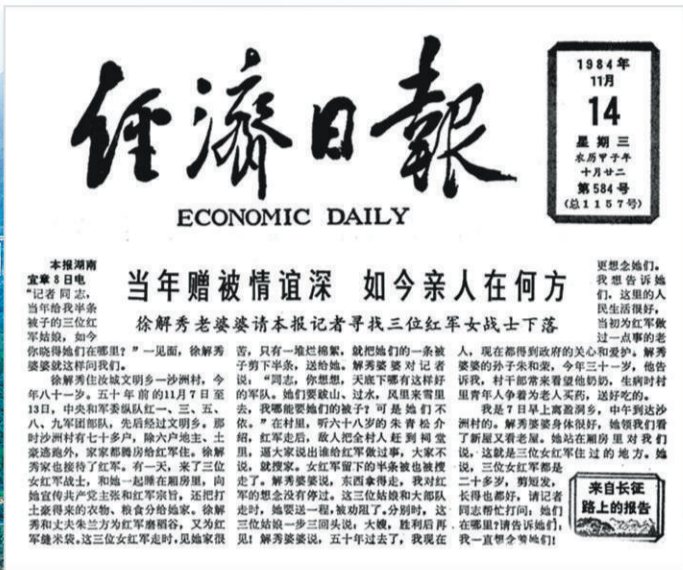 經濟日報
ECONOMIC DAILY
1984年
11月
14
星期三
农历甲子年
十月廿二
第584号
(总1157号)
当年赠被情谊深 如今亲人在何方
徐解秀老婆婆请本报记者寻找三位红军女战士下落
本报湖南
宜章8日电
“记者同志，
当年给我半条
被子的三位红
军姑娘，如今
你晓得她们在哪里？”一见面，徐解秀
婆婆就这样问我们。
徐解秀住汝城文明乡一沙洲村，今
年八十一岁。五十年前的11月7日至
13日，中央和军委纵队红一、三、五、
八、九军团部队，先后经过文明乡。那
时沙洲村有七十多户，除六户地主、土
豪逃跑外，家家都腾房给红军住。徐解
秀家也接待了红军。有一天，来了三位
女红军战士，和她一起睡在厢房里，向
她宣传共产党主张和红军宗旨，还把打
土豪得来的衣物、粮食分给她家。徐解
秀和丈夫朱兰方为红军磨稻谷，又为红
军缝米袋。这三位女红军走时，见她家很
苦，只有一堆烂棉絮，就把她们的一条被
子剪下半条，送给她。解秀婆婆对记者
说，“同志，你想想，天底下哪有这样好
的军队。她们要跋山、过水，风里来雪里
去，我哪能要她们的被子？可是她们不
依。”在村里，听六十八岁的朱青松介
绍，红军走后，敌人把全村人赶到祠堂
里，逼大家说出谁给红军做过事，大家不
说，就搜家。女红军留下的半条被也被搜
走了。解秀婆婆说，东西拿得走，我对红
军的想念没有停过。这三位姑娘和大部队
走时，她要送一程，被劝阻了。分别时，这
三位姑娘一步三回头说，大嫂，胜利后再
见！解秀婆婆说，五十年过去了，我现在
更想念她们。
我想告诉她
们，这里的人
民生活很好，
当初为红军做
过一点事的老
人，现在都得到政府的关心和爱护。解秀
婆婆的孙子朱和荣，今年三十一岁，他告
诉我，村干部常来看望他奶奶，生病时村
里青年人争着为老人买药，送好吃的。
我是7日早上离盈洞乡，中午到达沙
洲村的。解秀婆婆身体很好，她领我们看
了新屋又看老屋。她站在厢房里对我们
说，这就是三位女红军住过的地方。她
说，三位女红军都是
二十多岁，剪短发，
长得也都好，请记者
同志帮忙打问：她们
在哪里？请告诉她们，
我一直想念着她们！
来自长征
路上的报告